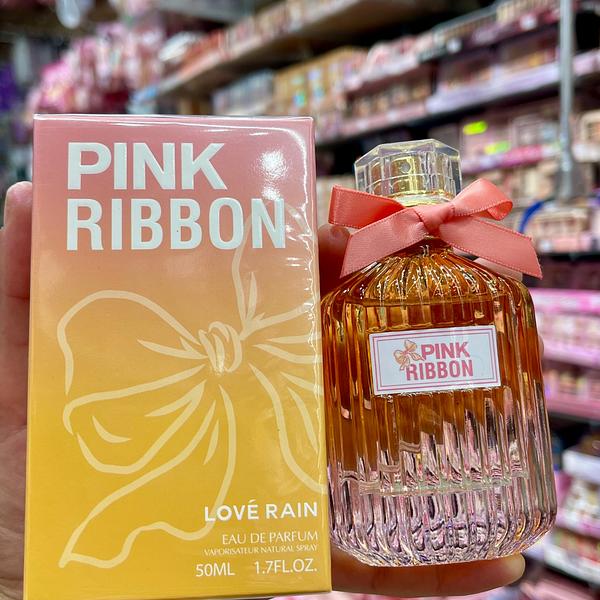 PINK
RIBBON
LOVÉ RAIN
EAU DE PARFUM
VAPORISATEUR NATURAL SPRAY
50ML 1.7FL.OZ.
PINK
RIBBON